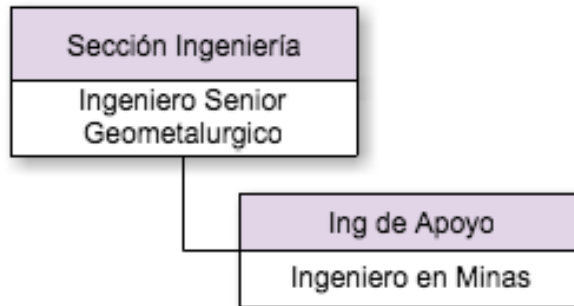 Sección Ingeniería
Ingeniero Senior
Geometalurgico
Ing de Apoyo
Ingeniero en Minas